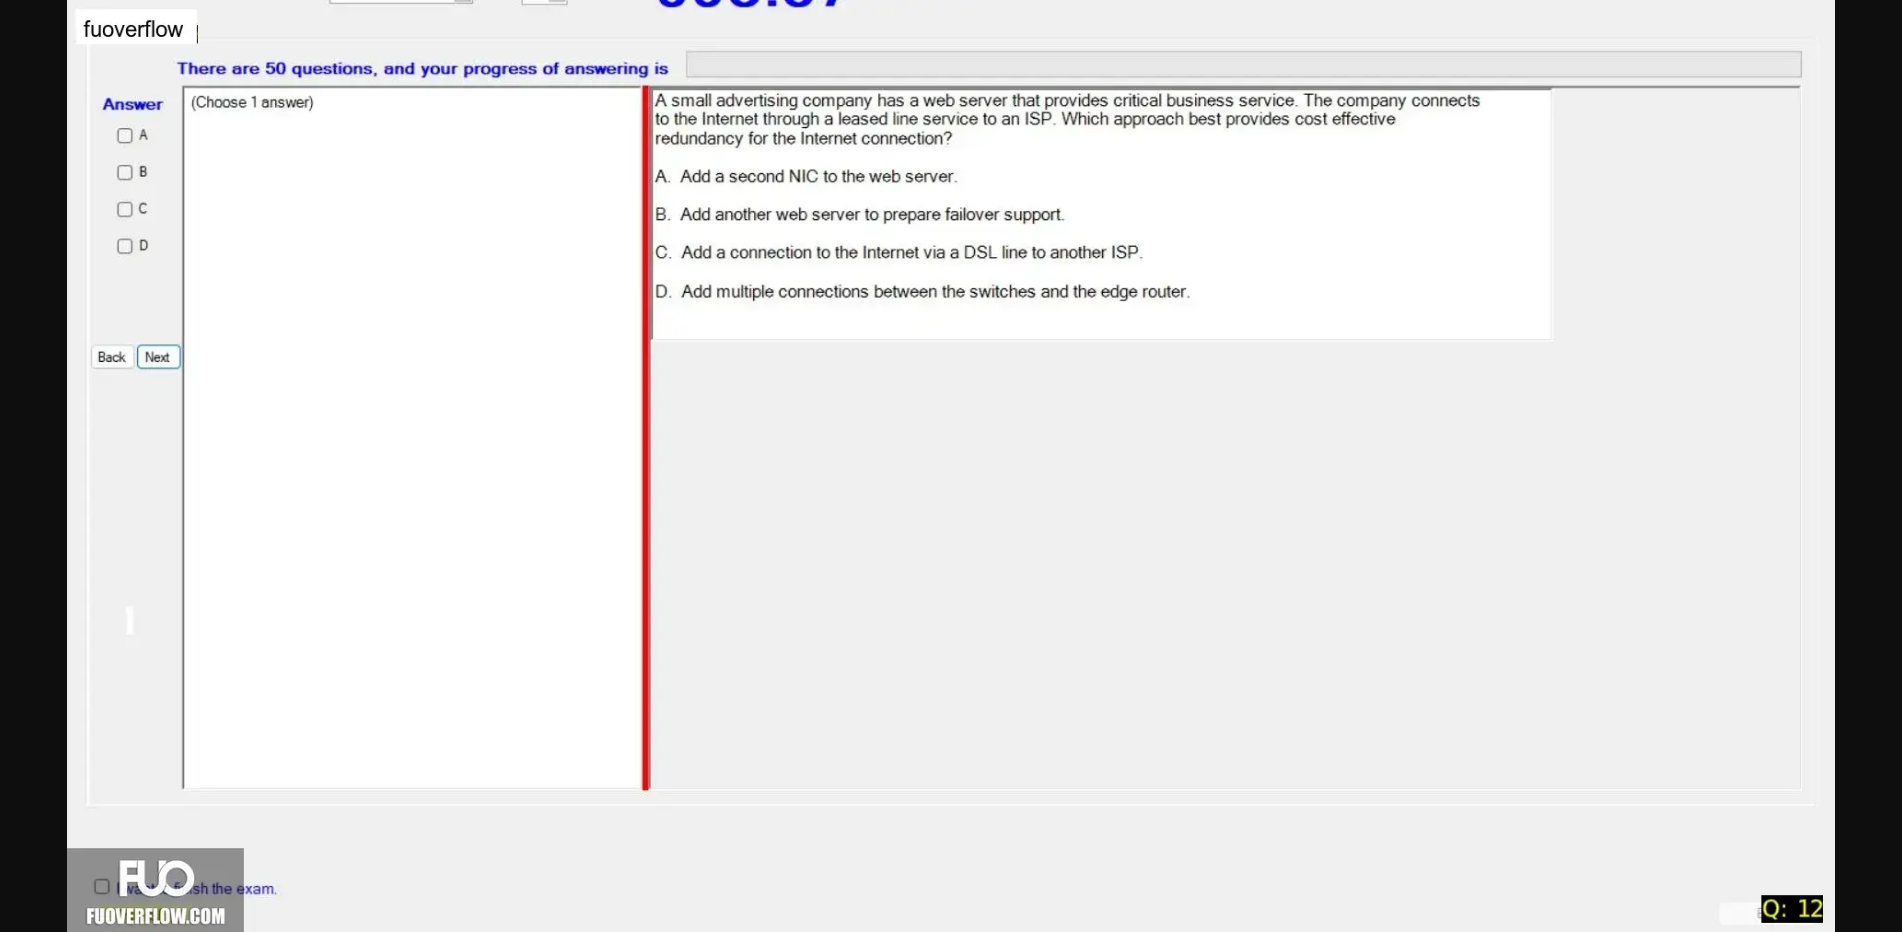 fuoverflow
There are 50 questions, and your progress of answering is
Answer
A
B
C
D
Back Next
(Choose 1 answer)
A small advertising company has a web server that provides critical business service. The company connects
to the Internet through a leased line service to an ISP. Which approach best provides cost effective
redundancy for the Internet connection?
A. Add a second NIC to the web server.
B. Add another web server to prepare failover support.
C. Add a connection to the Internet via a DSL line to another ISP.
D. Add multiple connections between the switches and the edge router.
FUO
the exam.
FUOVERFLOW.COM
Q: 12